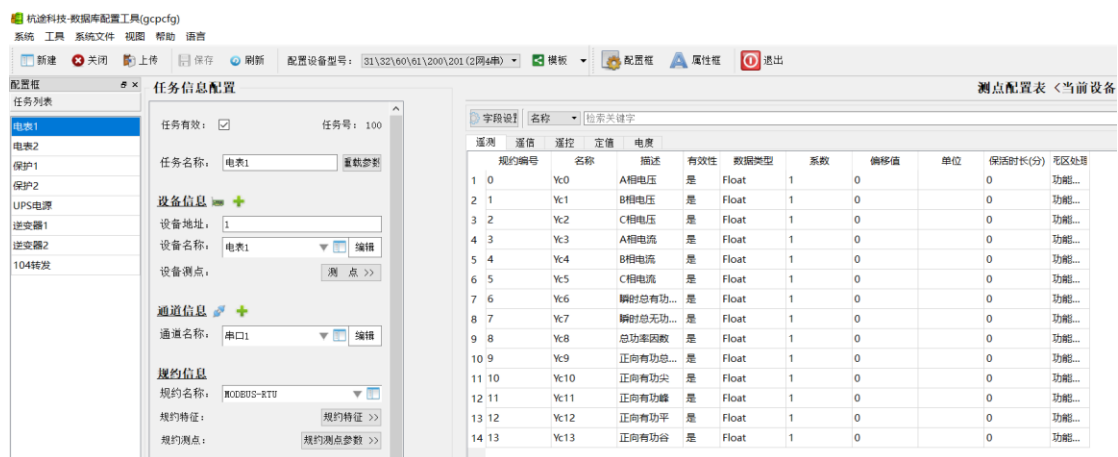 杭途科技-数据库配置工具(gcpcfg)
系统 工具 系统文件 视图 帮助 语言
新建 关闭 上传 保存 刷新 配置设备型号: 31\32\60\61\200\201(2网4串) 模板 配置框 属性框 退出
配置框
任务列表
电表1
电表2
保护1
保护2
UPS电源
逆变器1
逆变器2
104转发
任务信息配置
任务有效: 任务号: 100
任务名称: 电表1 重载参数
设备信息
设备地址: 1
设备名称: 电表1 编辑
设备测点: 测 点 >>
通道信息
通道名称: 串口1 编辑
规约信息
规约名称: MODBUS-RTU
规约特征: 规约特征 >>
规约测点: 规约测点参数 >>
测点配置表 <当前设备
字段设 名称 检索关键字
遥测 遥信 遥控 定值 电度
规约编号 名称 描述 有效性 数据类型 系数 偏移值 单位 保活时长(分) 死区处理
1 0 Yc0 A相电压 是 Float 1 0 0 功能...
2 1 Yc1 B相电压 是 Float 1 0 0 功能...
3 2 Yc2 C相电压 是 Float 1 0 0 功能...
4 3 Yc3 A相电流 是 Float 1 0 0 功能...
5 4 Yc4 B相电流 是 Float 1 0 0 功能...
6 5 Yc5 C相电流 是 Float 1 0 0 功能...
7 6 Yc6 瞬时总有功... 是 Float 1 0 0 功能...
8 7 Yc7 瞬时总无功... 是 Float 1 0 0 功能...
9 8 Yc8 总功率因数 是 Float 1 0 0 功能...
10 9 Yc9 正向有功总... 是 Float 1 0 0 功能...
11 10 Yc10 正向有功尖 是 Float 1 0 0 功能...
12 11 Yc11 正向有功峰 是 Float 1 0 0 功能...
13 12 Yc12 正向有功平 是 Float 1 0 0 功能...
14 13 Yc13 正向有功谷 是 Float 1 0 0 功能...